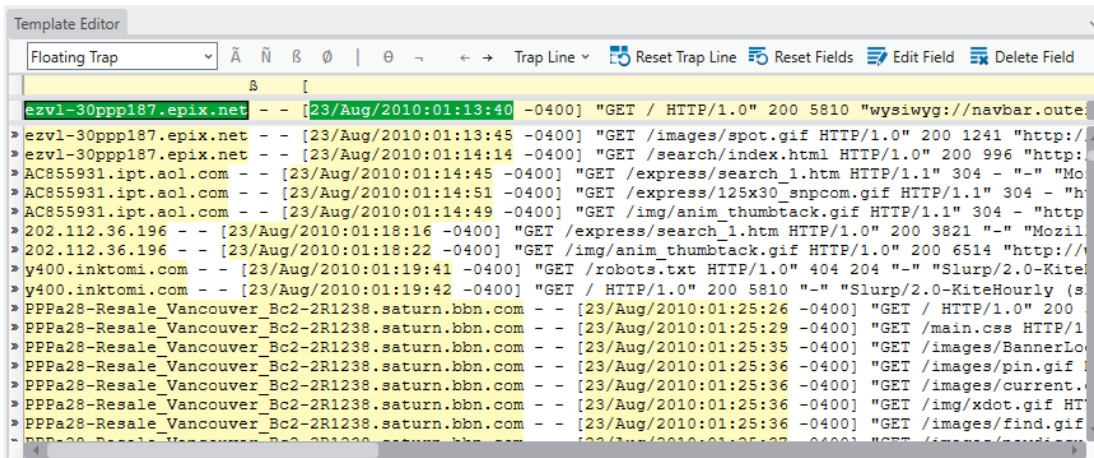 Template Editor
Floating Trap Ã Ñ ß Ø | Θ ¬ ← → Trap Line Reset Trap Line Reset Fields Edit Field Delete Field
ß [
ezvl-30ppp187.epix.net - - [23/Aug/2010:01:13:40 -0400] "GET / HTTP/1.0" 200 5810 "wysiwyg://navbar.oute
» ezvl-30ppp187.epix.net - - [23/Aug/2010:01:13:45 -0400] "GET /images/spot.gif HTTP/1.0" 200 1241 "http:/
» ezvl-30ppp187.epix.net - - [23/Aug/2010:01:14:14 -0400] "GET /search/index.html HTTP/1.0" 200 996 "http:
» AC855931.ipt.aol.com - - [23/Aug/2010:01:14:45 -0400] "GET /express/search_1.htm HTTP/1.1" 304 - "-" "Moz
» AC855931.ipt.aol.com - - [23/Aug/2010:01:14:51 -0400] "GET /express/125x30_snpcom.gif HTTP/1.1" 304 - "h
» AC855931.ipt.aol.com - - [23/Aug/2010:01:14:49 -0400] "GET /img/anim_thumbtack.gif HTTP/1.1" 304 - "http
» 202.112.36.196 - - [23/Aug/2010:01:18:16 -0400] "GET /express/search_1.htm HTTP/1.0" 200 3821 "-" "Mozil
» 202.112.36.196 - - [23/Aug/2010:01:18:22 -0400] "GET /img/anim_thumbtack.gif HTTP/1.0" 200 6514 "http://
» y400.inktomi.com - - [23/Aug/2010:01:19:41 -0400] "GET /robots.txt HTTP/1.0" 404 204 "-" "Slurp/2.0-Kite
» y400.inktomi.com - - [23/Aug/2010:01:19:42 -0400] "GET / HTTP/1.0" 200 5810 "-" "Slurp/2.0-KiteHourly (s
» PPPa28-Resale_Vancouver_Bc2-2R1238.saturn.bbn.com - - [23/Aug/2010:01:25:26 -0400] "GET / HTTP/1.0" 200
» PPPa28-Resale_Vancouver_Bc2-2R1238.saturn.bbn.com - - [23/Aug/2010:01:25:29 -0400] "GET /main.css HTTP/1
» PPPa28-Resale_Vancouver_Bc2-2R1238.saturn.bbn.com - - [23/Aug/2010:01:25:35 -0400] "GET /images/BannerLo
» PPPa28-Resale_Vancouver_Bc2-2R1238.saturn.bbn.com - - [23/Aug/2010:01:25:36 -0400] "GET /images/pin.gif
» PPPa28-Resale_Vancouver_Bc2-2R1238.saturn.bbn.com - - [23/Aug/2010:01:25:36 -0400] "GET /images/current.
» PPPa28-Resale_Vancouver_Bc2-2R1238.saturn.bbn.com - - [23/Aug/2010:01:25:36 -0400] "GET /img/xdot.gif HT
» PPPa28-Resale_Vancouver_Bc2-2R1238.saturn.bbn.com - - [23/Aug/2010:01:25:36 -0400] "GET /images/find.gif